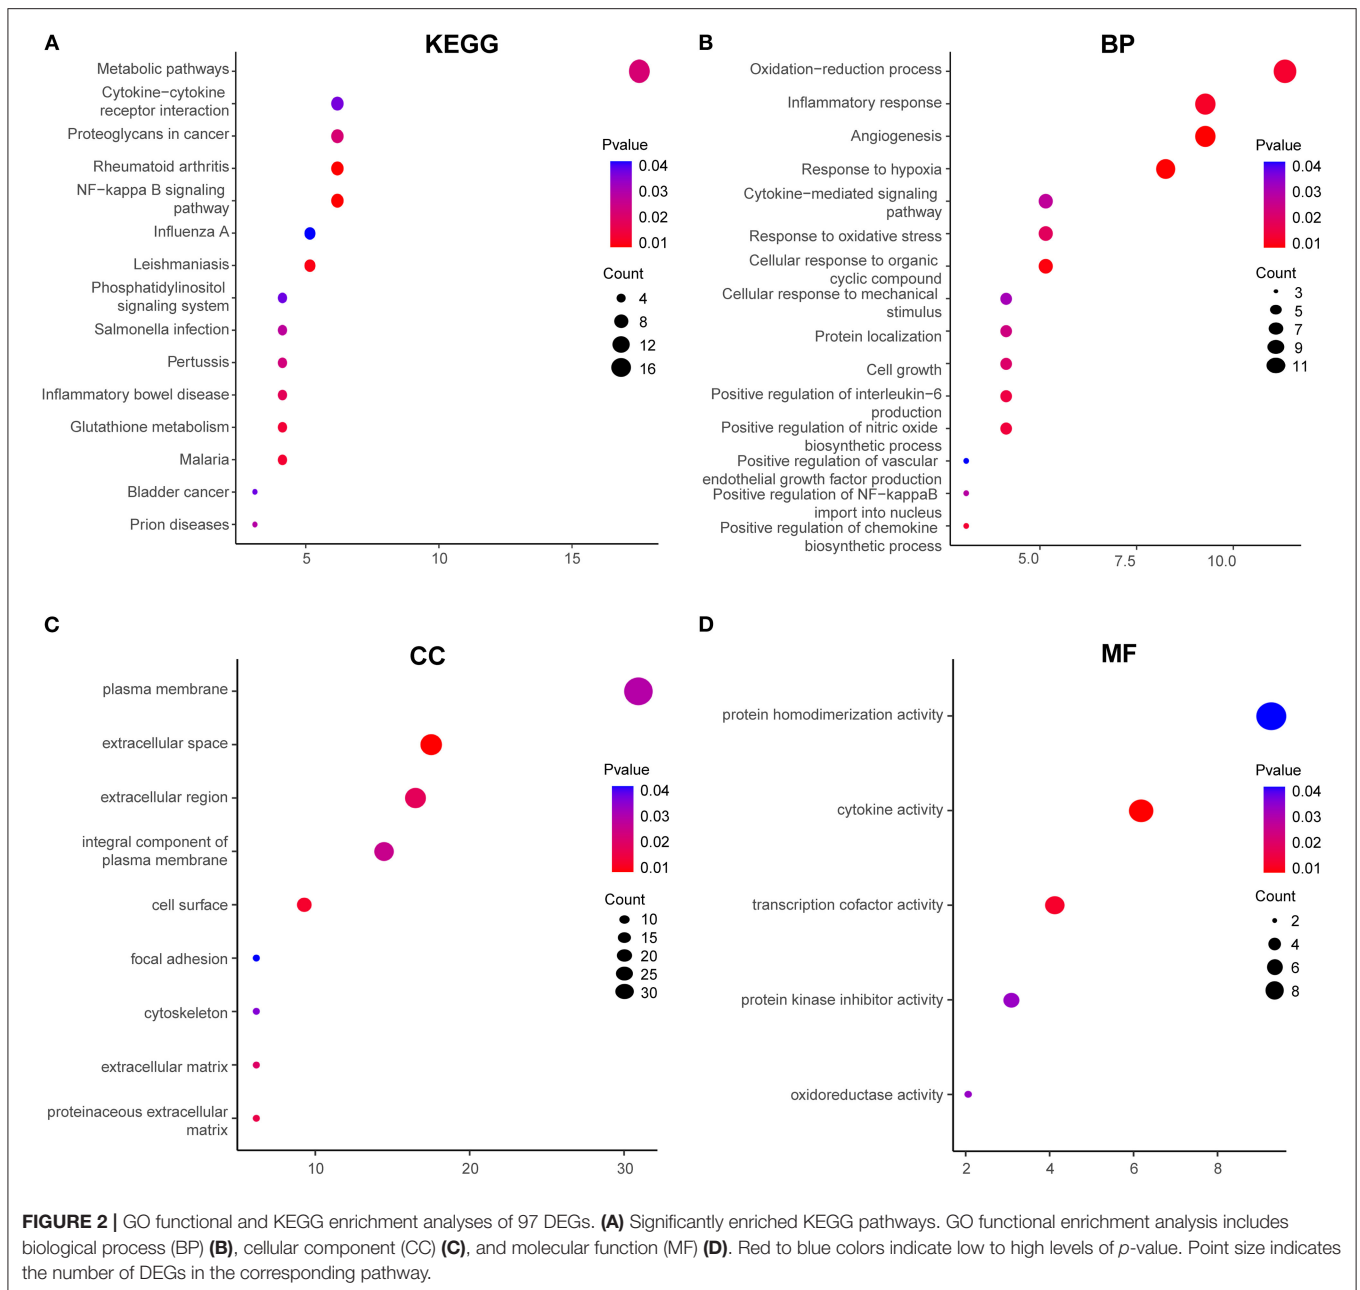 A
KEGG
Metabolic pathways
Cytokine−cytokine
receptor interaction
Proteoglycans in cancer
Rheumatoid arthritis
NF−kappa B signaling
pathway
Influenza A
Leishmaniasis
Phosphatidylinositol
signaling system
Salmonella infection
Pertussis
Inflammatory bowel disease
Glutathione metabolism
Malaria
Bladder cancer
Prion diseases
5 10 15
Pvalue
0.04
0.03
0.02
0.01
Count
4
8
12
16
B
BP
Oxidation−reduction process
Inflammatory response
Angiogenesis
Response to hypoxia
Cytokine−mediated signaling
pathway
Response to oxidative stress
Cellular response to organic
cyclic compound
Cellular response to mechanical
stimulus
Protein localization
Cell growth
Positive regulation of interleukin−6
production
Positive regulation of nitric oxide
biosynthetic process
Positive regulation of vascular
endothelial growth factor production
Positive regulation of NF−kappaB
import into nucleus
Positive regulation of chemokine
biosynthetic process
5.0 7.5 10.0
Pvalue
0.04
0.03
0.02
0.01
Count
3
5
7
9
11
C
CC
plasma membrane
extracellular space
extracellular region
integral component of
plasma membrane
cell surface
focal adhesion
cytoskeleton
extracellular matrix
proteinaceous extracellular
matrix
10 20 30
Pvalue
0.04
0.03
0.02
0.01
Count
10
15
20
25
30
D
MF
protein homodimerization activity
cytokine activity
transcription cofactor activity
protein kinase inhibitor activity
oxidoreductase activity
2 4 6 8
Pvalue
0.04
0.03
0.02
0.01
Count
2
4
6
8
FIGURE 2 | GO functional and KEGG enrichment analyses of 97 DEGs. (A) Significantly enriched KEGG pathways. GO functional enrichment analysis includes
biological process (BP) (B), cellular component (CC) (C), and molecular function (MF) (D). Red to blue colors indicate low to high levels of p-value. Point size indicates
the number of DEGs in the corresponding pathway.